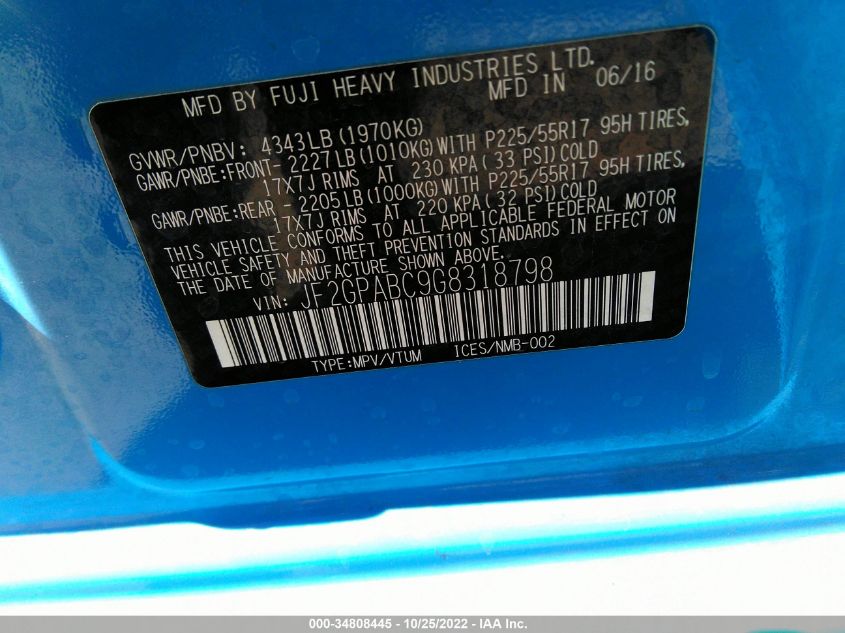 MFD BY FUJI HEAVY INDUSTRIES LTD.
MFD IN 06/16
GVWR/PNBV: 4343LB(1970KG)
GAWR/PNBE:FRONT- 2227LB(1010KG)WITH P225/55R17 95H TIRES,
17X7J RIMS AT 230 KPA( 33 PSI)COLD
GAWR/PNBE:REAR - 2205LB(1000KG)WITH P225/55R17 95H TIRES,
17X7J RIMS AT 220 KPA( 32 PSI)COLD
THIS VEHICLE CONFORMS TO ALL APPLICABLE FEDERAL MOTOR
VEHICLE SAFETY AND THEFT PREVENTION STANDARDS IN EFFECT ON
THE DATE OF MANUFACTURE SHOWN ABOVE.
VIN: JF2GPABC9G8318798
TYPE:MPV/VTUM ICES/NMB-002
000-34808445 - 10/25/2022 - IAA Inc.